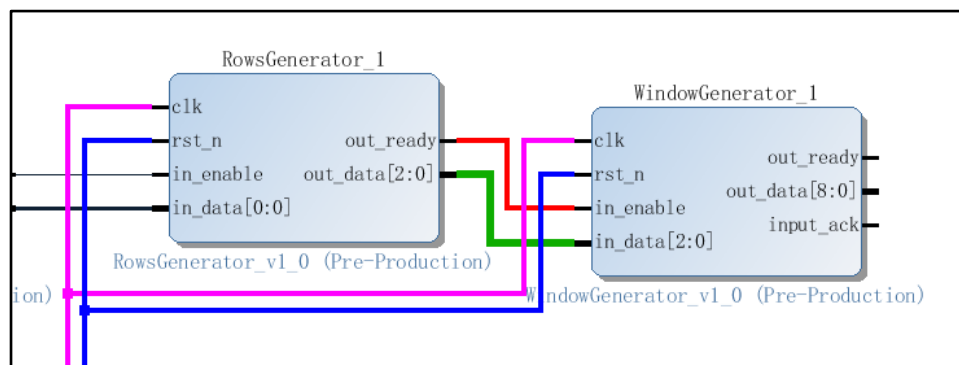 RowsGenerator_1
clk
rst_n
in_enable
in_data[0:0]
out_ready
out_data[2:0]
RowsGenerator_v1_0 (Pre-Production)
ion)
WindowGenerator_1
clk
rst_n
in_enable
in_data[2:0]
out_ready
out_data[8:0]
input_ack
WindowGenerator_v1_0 (Pre-Production)